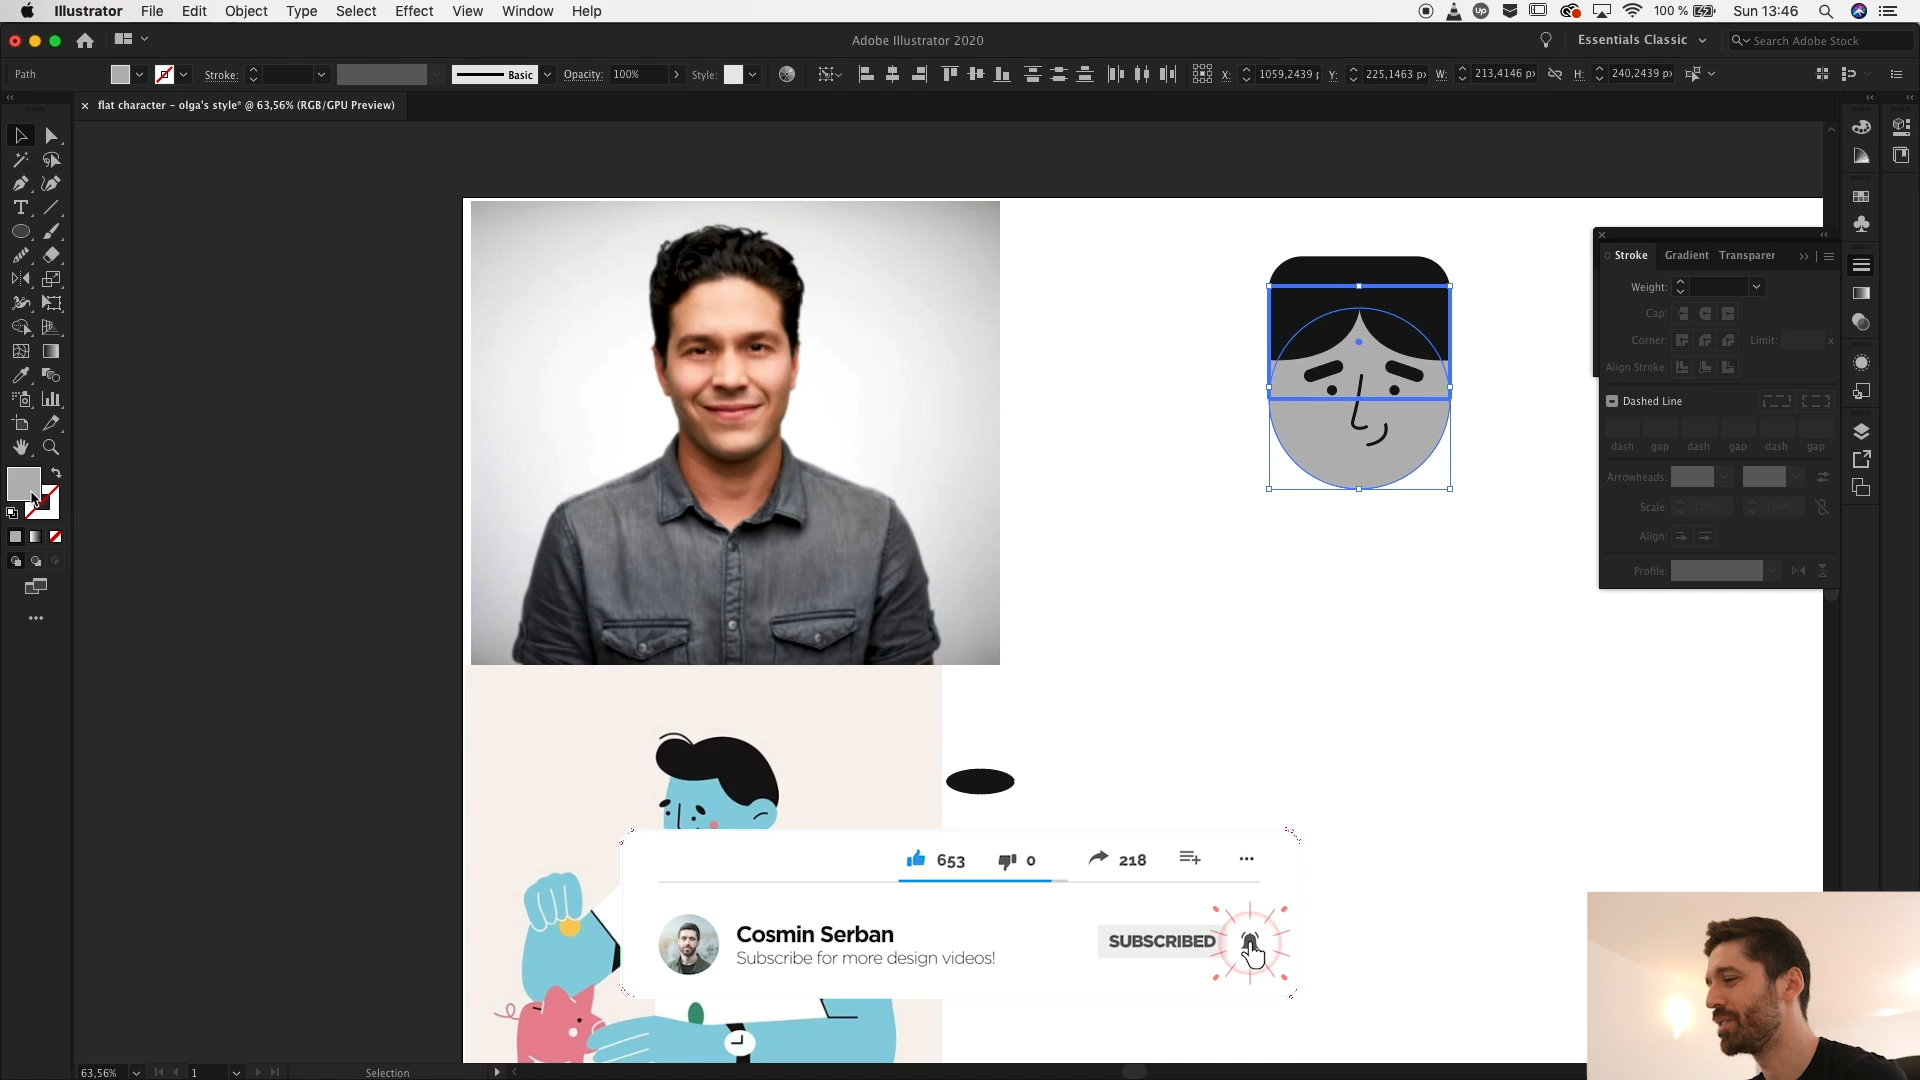 Illustrator File Edit Object Type Select Effect View Window Help
100 % Sun 13:46
Adobe Illustrator 2020
Essentials Classic
Search Adobe Stock
Path
Stroke:
Basic
Opacity: 100%
Style:
X: 1059,2439 p
Y: 225,1463 px
W: 213,4146 p
H: 240,2439 p
× flat character – olga's style* @ 63,56% (RGB/GPU Preview)
Stroke Gradient Transparer
Weight:
Cap:
Corner: Limit: x
Align Stroke:
Dashed Line
dash gap dash gap dash gap
Arrowheads:
Scale: 100% 100%
Align:
Profile:
653 0 218
Cosmin Serban
Subscribe for more design videos!
SUBSCRIBED
63,56% 1 Selection